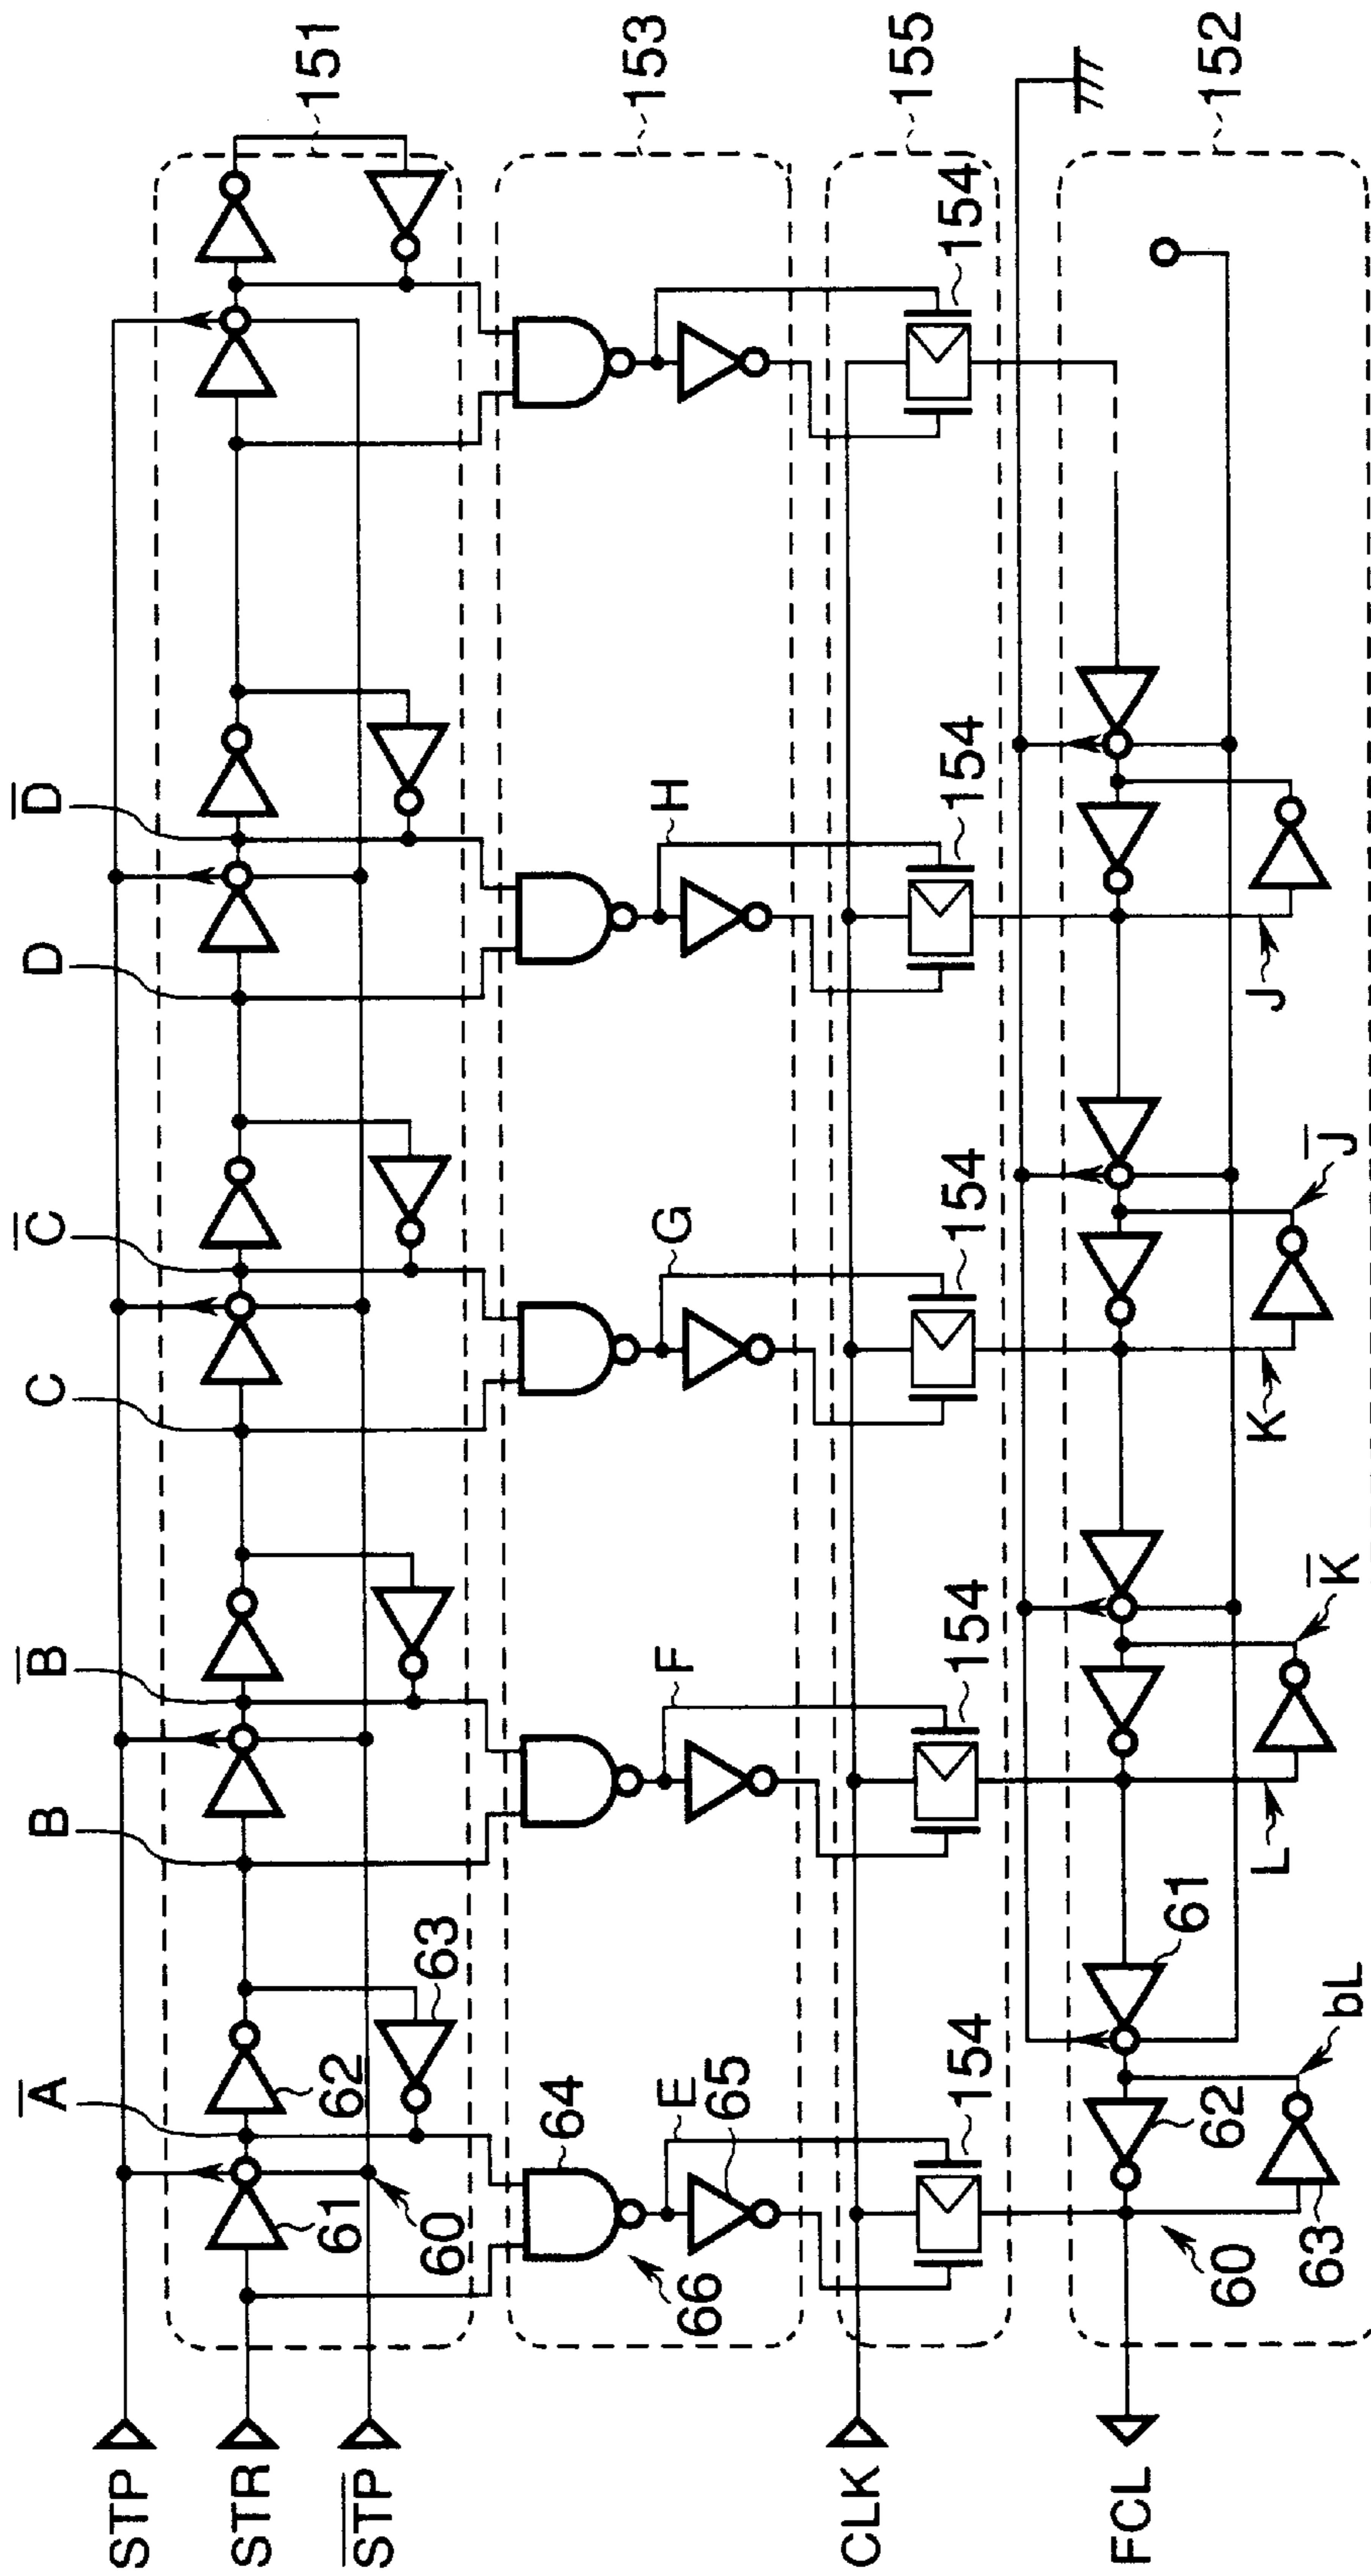 STP
STR
S̅T̅P̅
CLK
FCL
A̅
B
B̅
C
C̅
D
D̅
151
61
60
62
63
153
64
66
E
65
F
G
H
155
154
154
154
154
154
152
60
62
63
bL
61
L
K̅
K
J̅
J